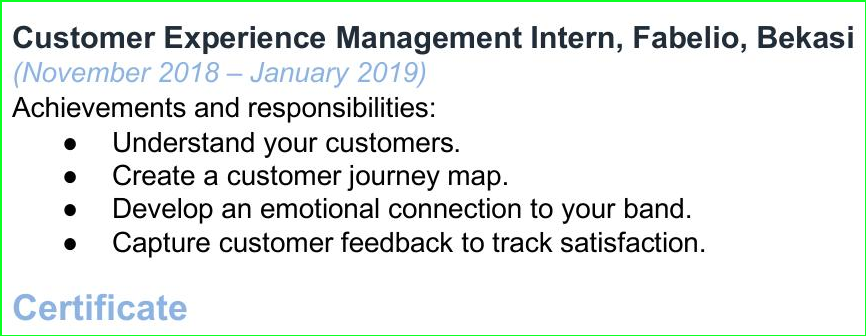 Customer Experience Management Intern, Fabelio, Bekasi
(November 2018 – January 2019)
Achievements and responsibilities:
● Understand your customers.
● Create a customer journey map.
● Develop an emotional connection to your band.
● Capture customer feedback to track satisfaction.
Certificate